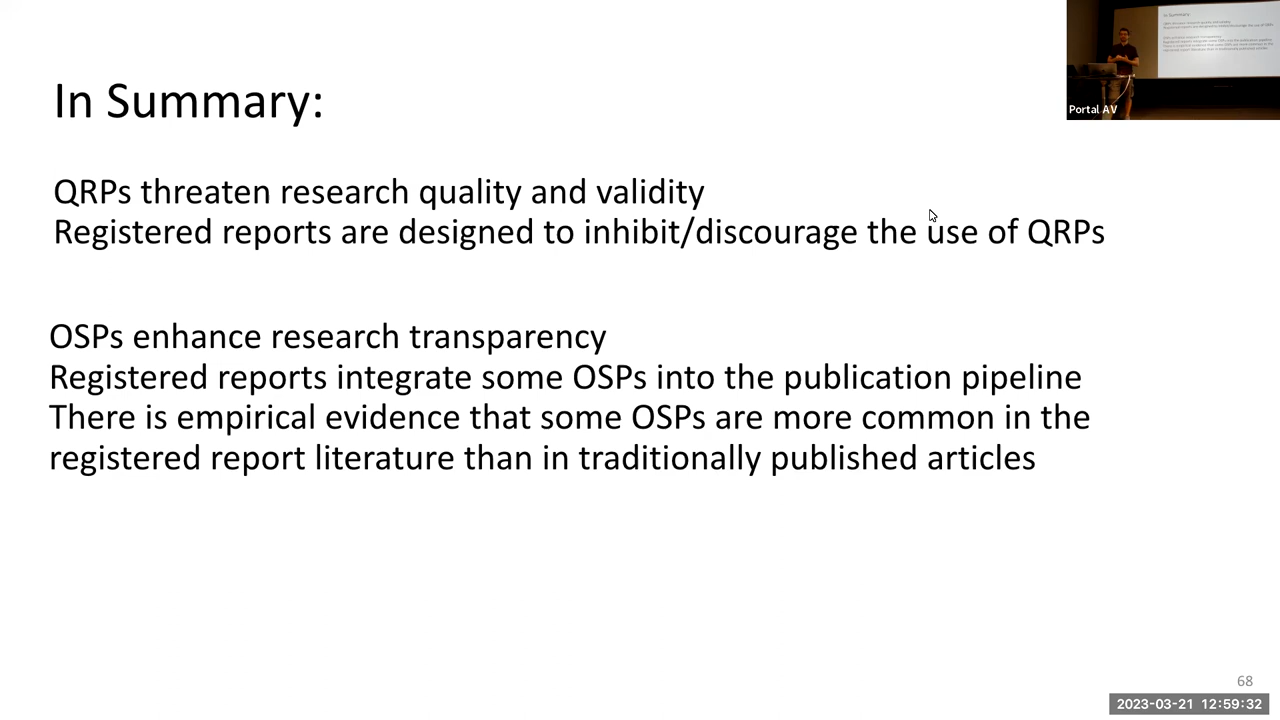 In Summary:
QRPs threaten research quality and validity
Registered reports are designed to inhibit/discourage the use of QRPs
OSPs enhance research transparency
Registered reports integrate some OSPs into the publication pipeline
There is empirical evidence that some OSPs are more common in the
registered report literature than in traditionally published articles
Portal AV
In Summary:
68
2023-03-21 12:59:32